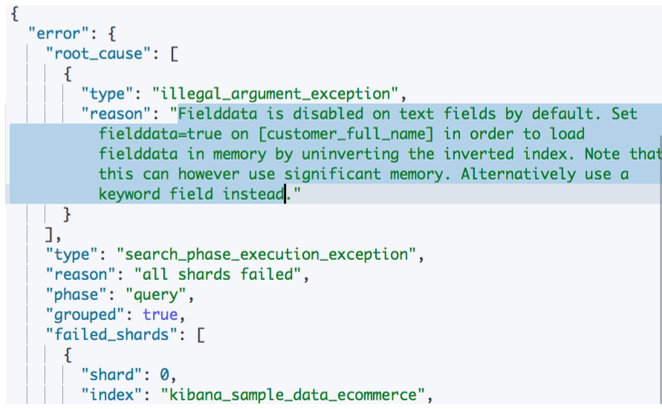 {
"error": {
"root_cause": [
{
"type": "illegal_argument_exception",
"reason": "Fielddata is disabled on text fields by default. Set
fielddata=true on [customer_full_name] in order to load
fielddata in memory by uninverting the inverted index. Note that
this can however use significant memory. Alternatively use a
keyword field instead."
}
],
"type": "search_phase_execution_exception",
"reason": "all shards failed",
"phase": "query",
"grouped": true,
"failed_shards": [
{
"shard": 0,
"index": "kibana_sample_data_ecommerce",